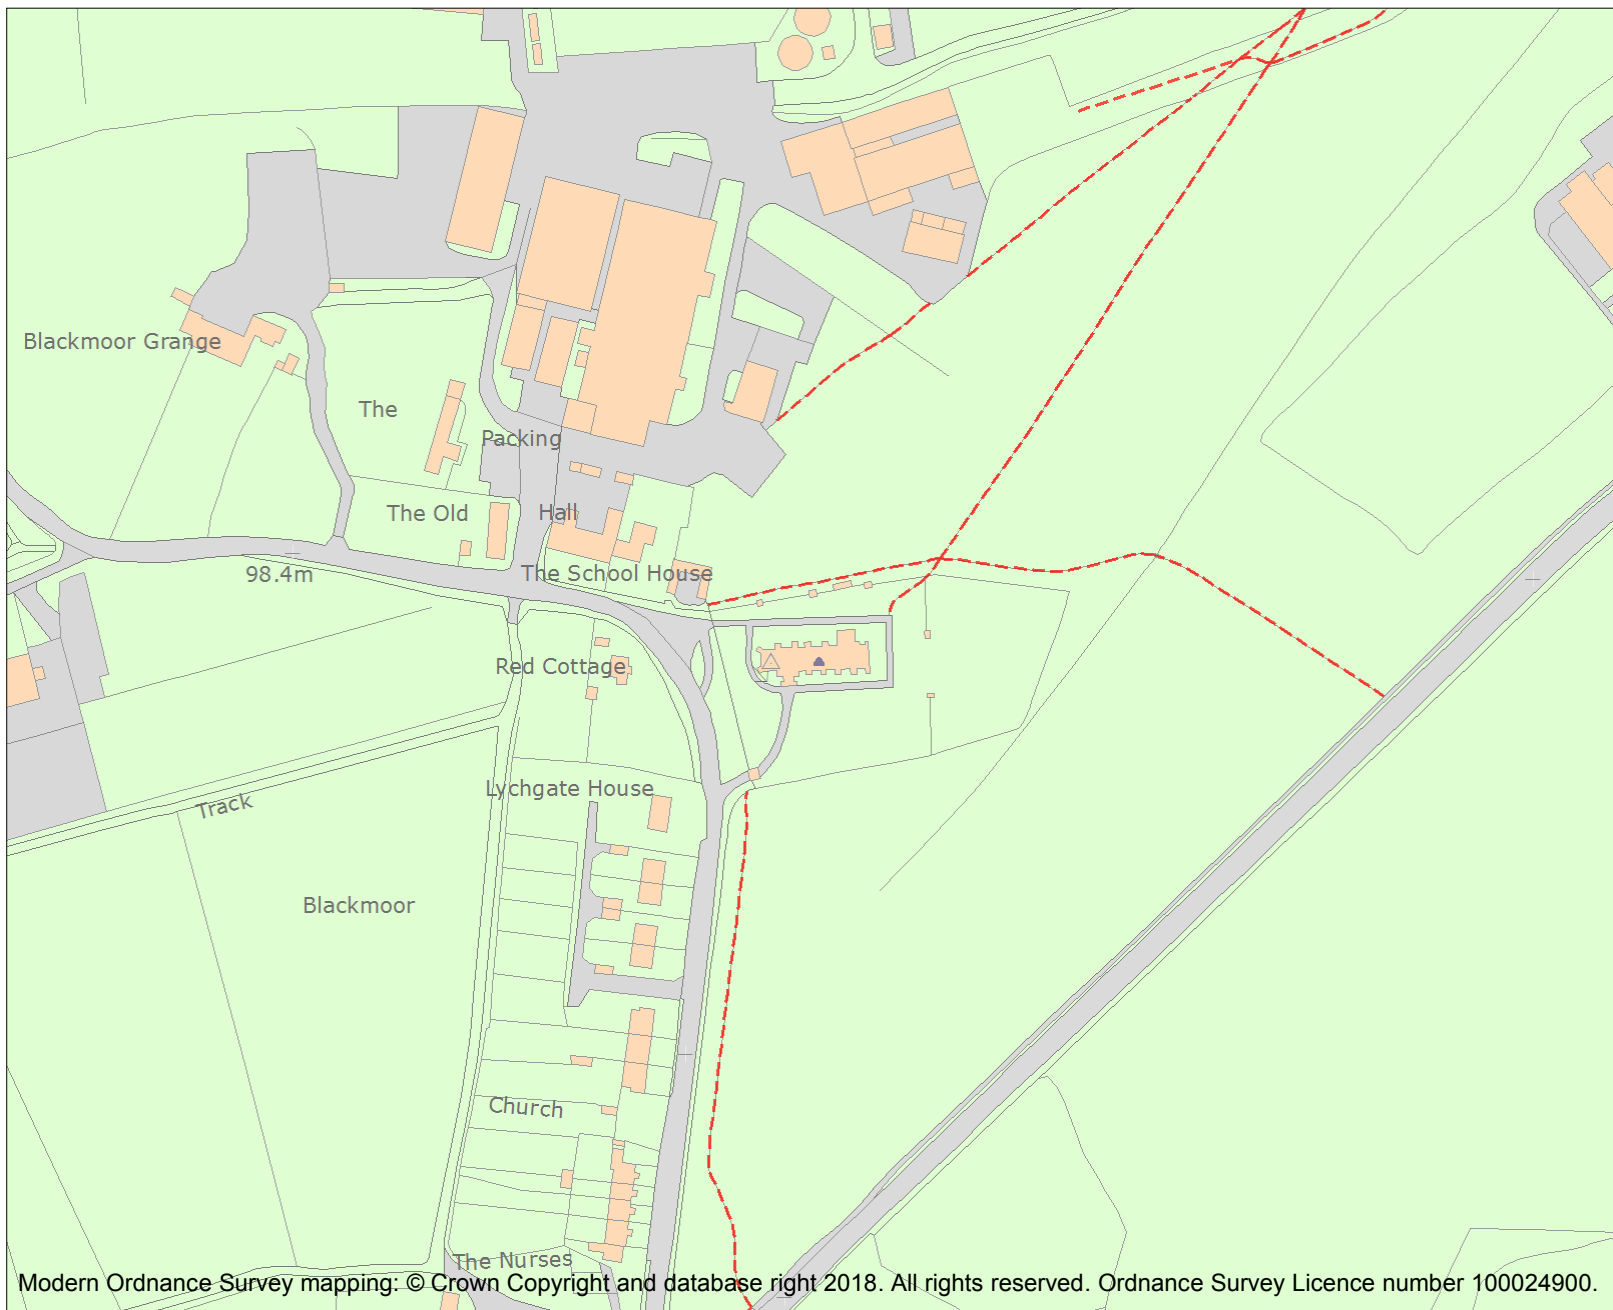 Blackmoor Grange
The
Packing
The Old
Hall
98.4m
The School House
Red Cottage
Lychgate House
Track
Blackmoor
Church
The Nurses
Modern Ordnance Survey mapping: © Crown Copyright and database right 2018. All rights reserved. Ordnance Survey Licence number 100024900.